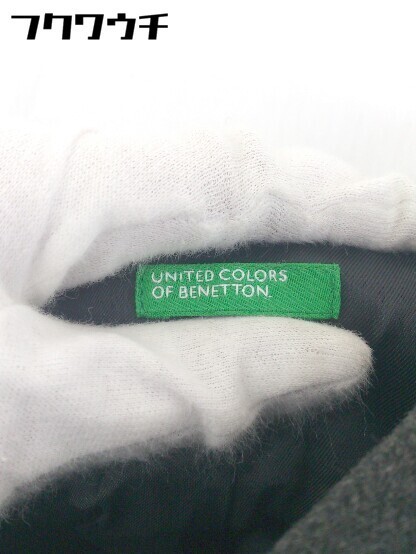 フクワウチ
UNITED COLORS
OF BENETTON.